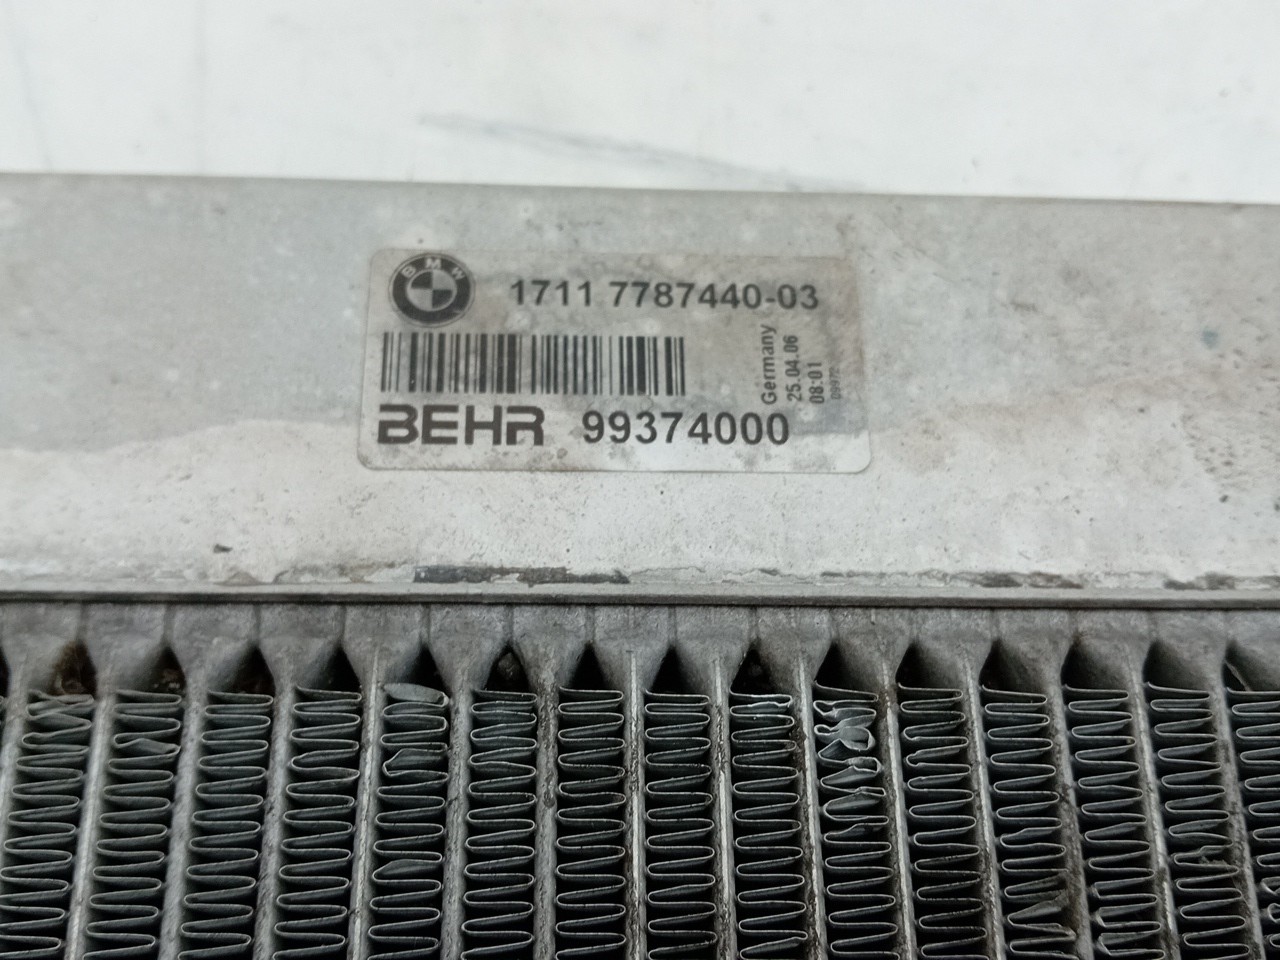 BMW
1711 7787440-03
Germany
25.04.06
08:01
BEHR 99374000